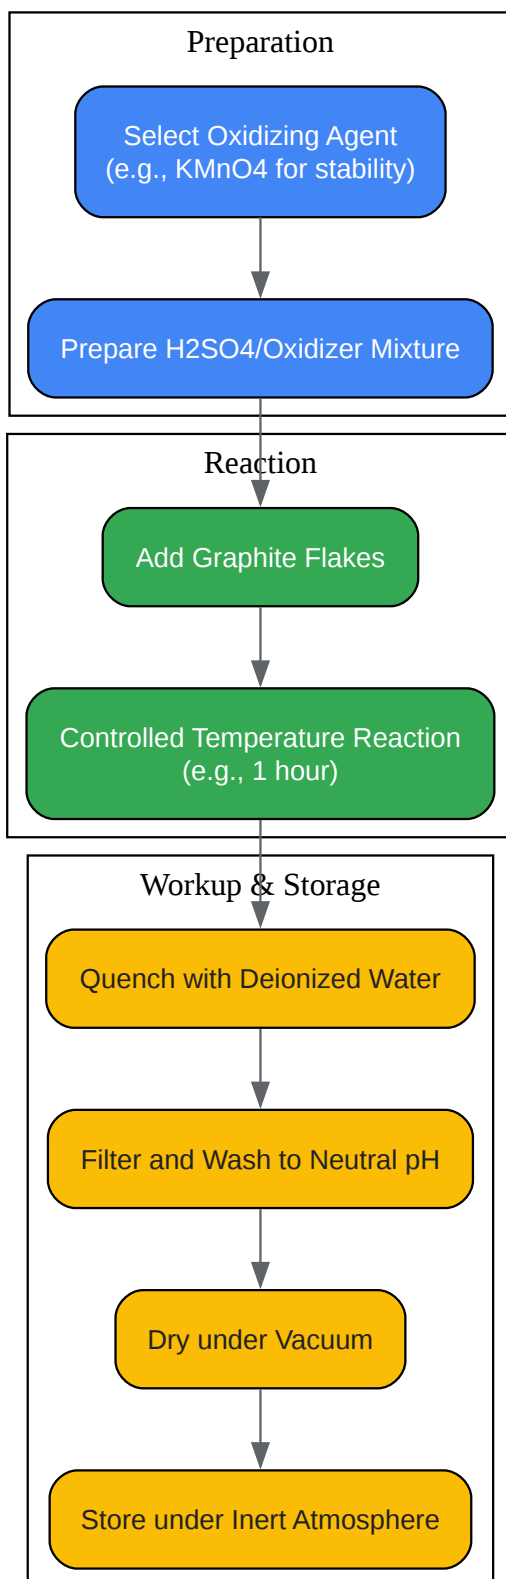 Preparation
Select Oxidizing Agent
(e.g., KMnO4 for stability)
Prepare H2SO4/Oxidizer Mixture
Reaction
Add Graphite Flakes
Controlled Temperature Reaction
(e.g., 1 hour)
Workup & Storage
Quench with Deionized Water
Filter and Wash to Neutral pH
Dry under Vacuum
Store under Inert Atmosphere